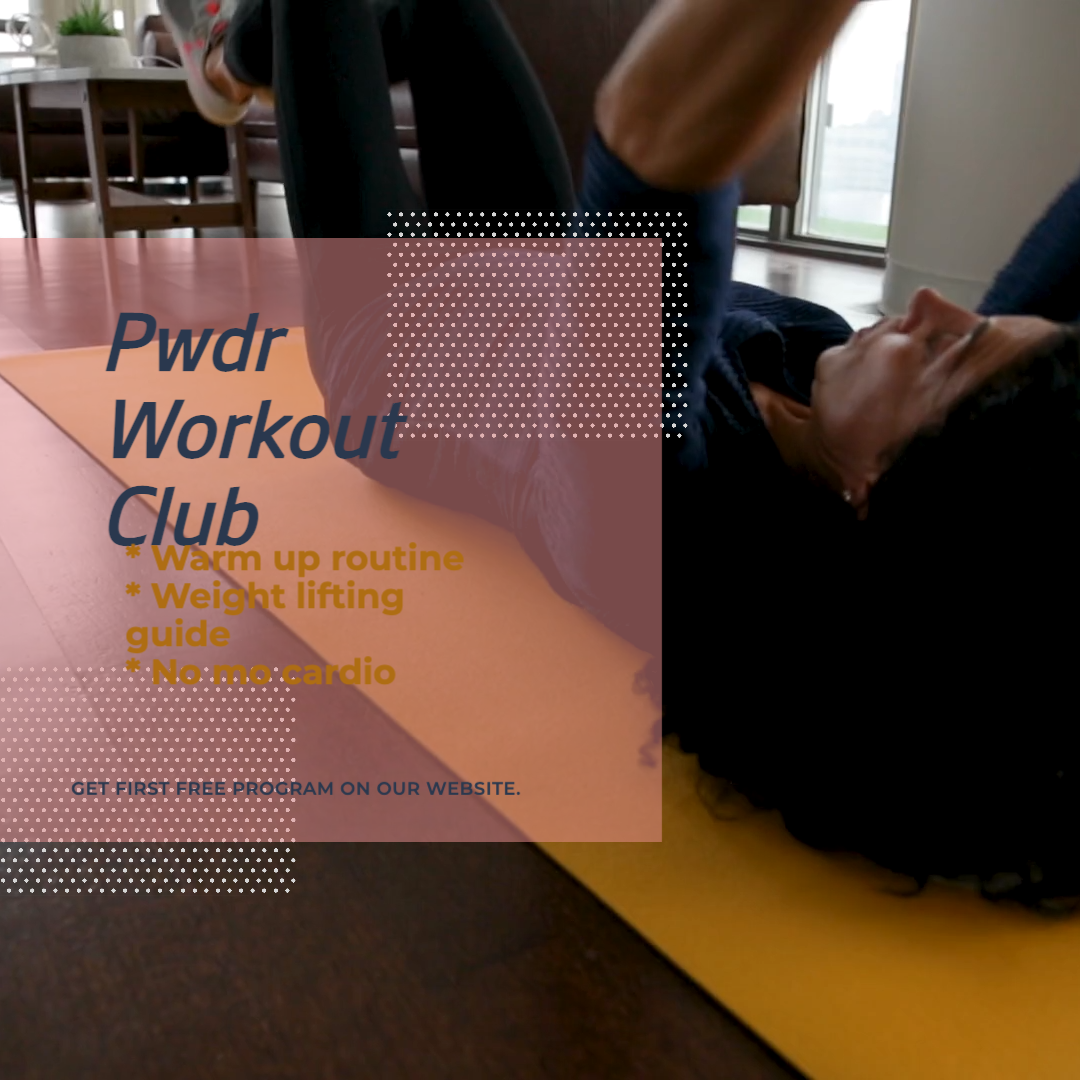 Pwdr
Workout
Club
* Warm up routine
* Weight lifting
guide
* No mo cardio
GET FIRST FREE PROGRAM ON OUR WEBSITE.